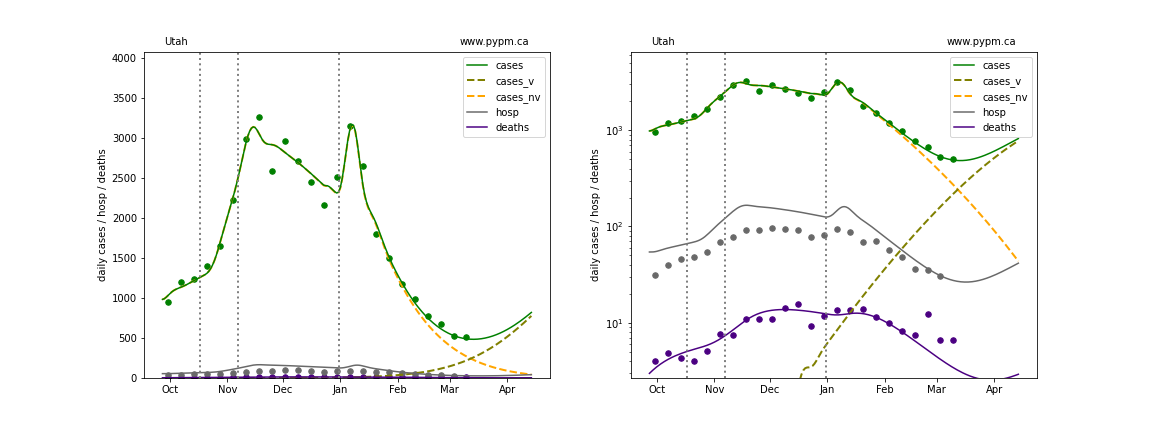 Utah
www.pypm.ca
4000
3500
3000
2500
2000
1500
1000
500
0
daily cases / hosp / deaths
cases
cases_v
cases_nv
hosp
deaths
Oct Nov Dec Jan Feb Mar Apr
Utah
www.pypm.ca
10³
10²
10¹
daily cases / hosp / deaths
cases
cases_v
cases_nv
hosp
deaths
Oct Nov Dec Jan Feb Mar Apr